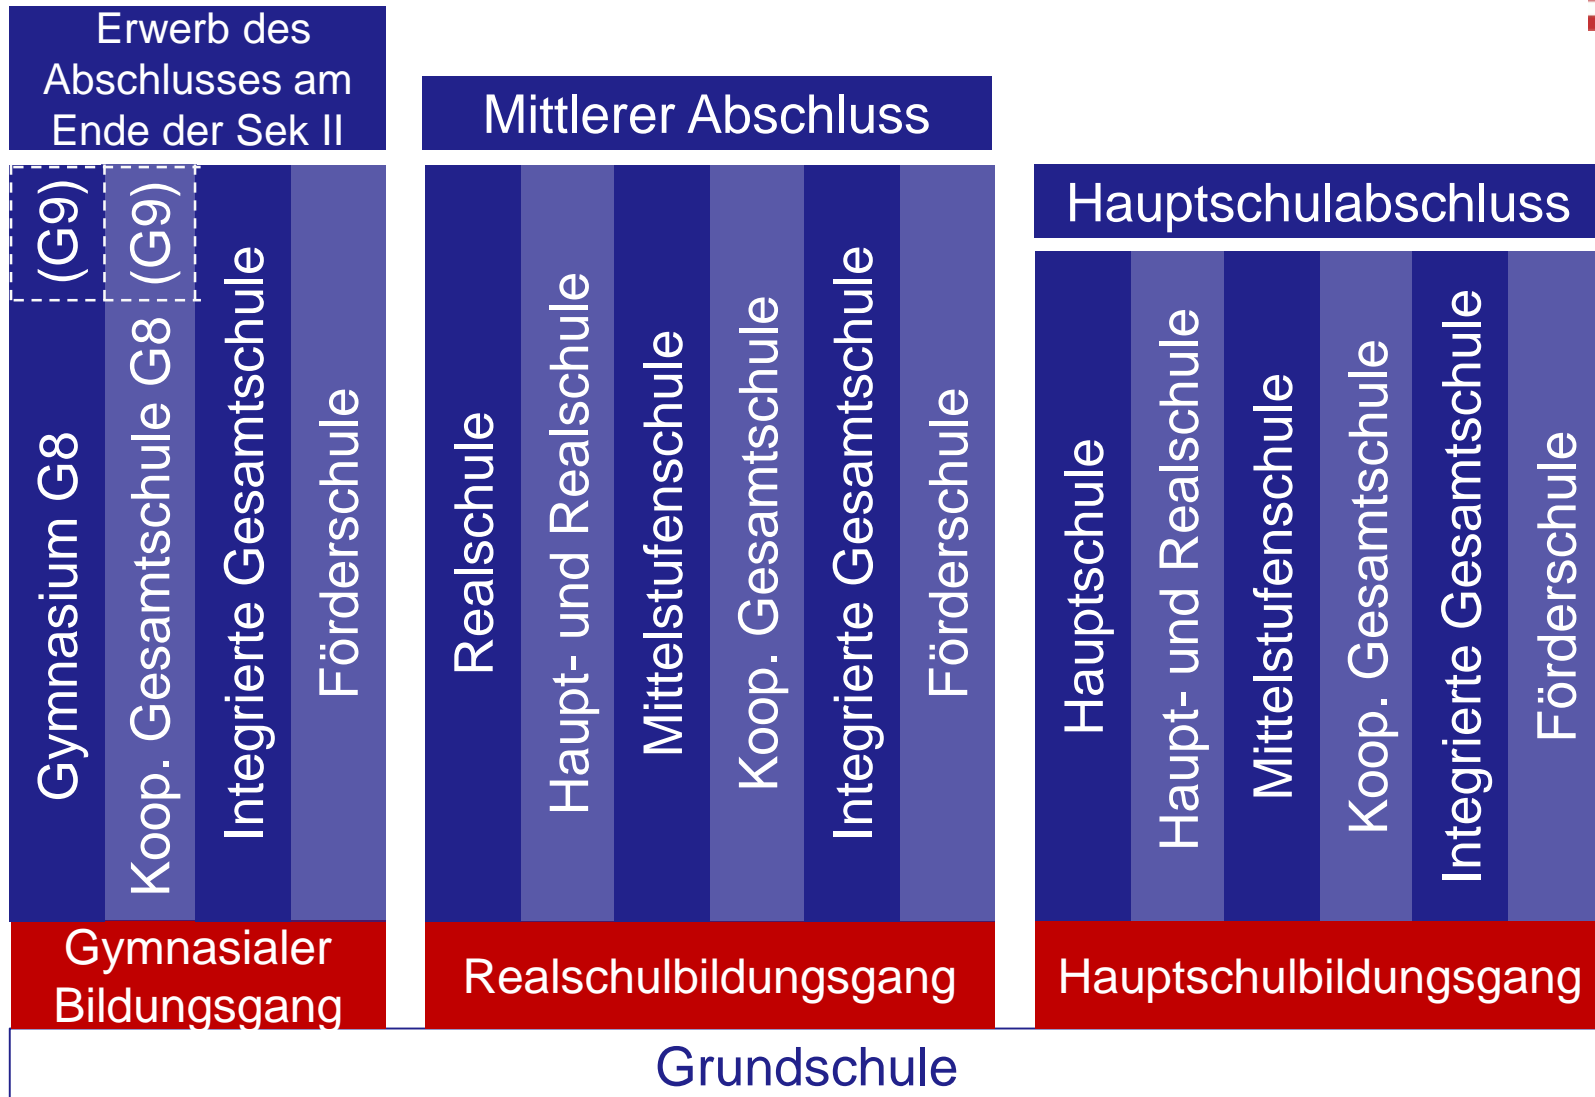 Erwerb des
Abschlusses am
Ende der Sek II
Mittlerer Abschluss
Hauptschulabschluss
Gymnasium G8 (G9)
Koop. Gesamtschule G8 (G9)
Integrierte Gesamtschule
Förderschule
Realschule
Haupt- und Realschule
Mittelstufenschule
Koop. Gesamtschule
Integrierte Gesamtschule
Förderschule
Hauptschule
Haupt- und Realschule
Mittelstufenschule
Koop. Gesamtschule
Integrierte Gesamtschule
Förderschule
Gymnasialer
Bildungsgang
Realschulbildungsgang
Hauptschulbildungsgang
Grundschule